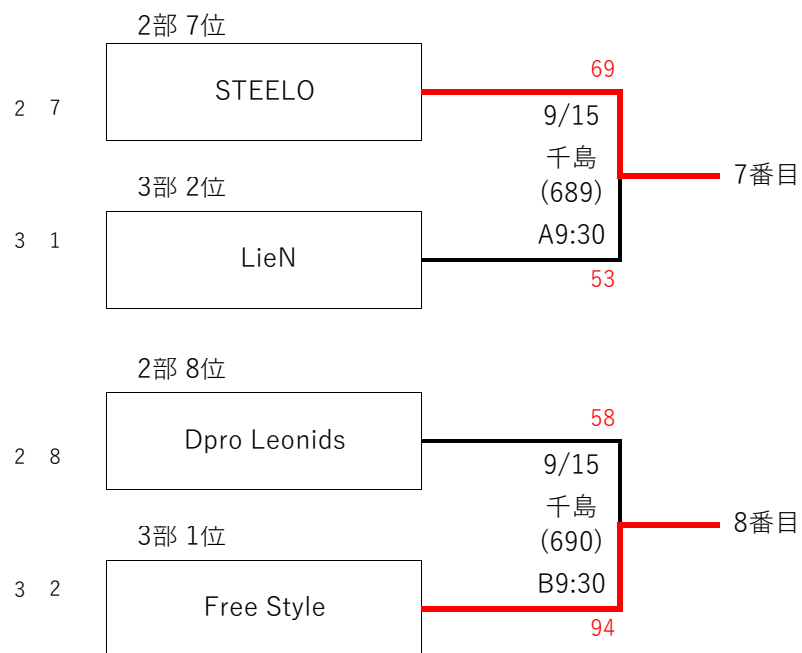 2部 7位
STEELO
2 7
69
9/15
千島
(689)
A9:30
7番目
3部 2位
LieN
3 1
53
2部 8位
Dpro Leonids
2 8
58
9/15
千島
(690)
B9:30
8番目
3部 1位
Free Style
3 2
94